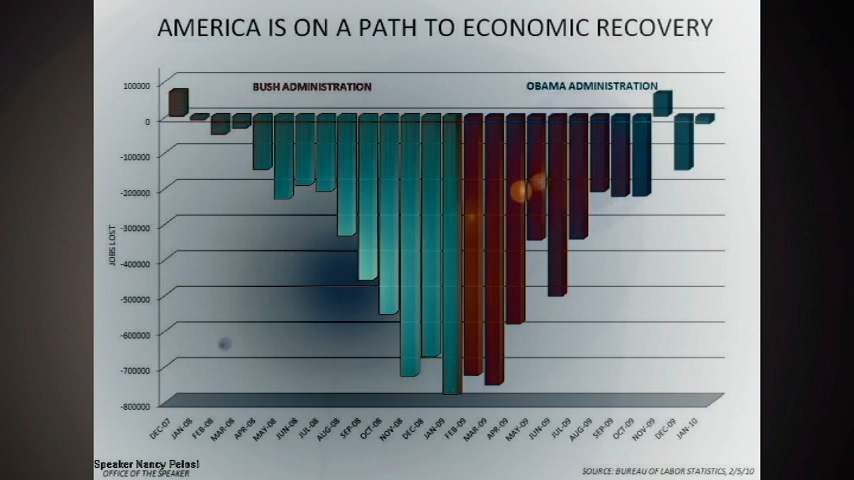 AMERICA IS ON A PATH TO ECONOMIC RECOVERY
BUSH ADMINISTRATION
OBAMA ADMINISTRATION
100000
0
-100000
-200000
-300000
-400000
-500000
-600000
-700000
-800000
JOBS LOST
DEC-07
JAN-08
FEB-08
MAR-08
APR-08
MAY-08
JUN-08
JUL-08
AUG-08
SEP-08
OCT-08
NOV-08
DEC-08
JAN-09
FEB-09
MAR-09
APR-09
MAY-09
JUN-09
JUL-09
AUG-09
SEP-09
OCT-09
NOV-09
DEC-09
JAN-10
Speaker Nancy Pelosi
OFFICE OF THE SPEAKER
SOURCE: BUREAU OF LABOR STATISTICS, 2/5/10